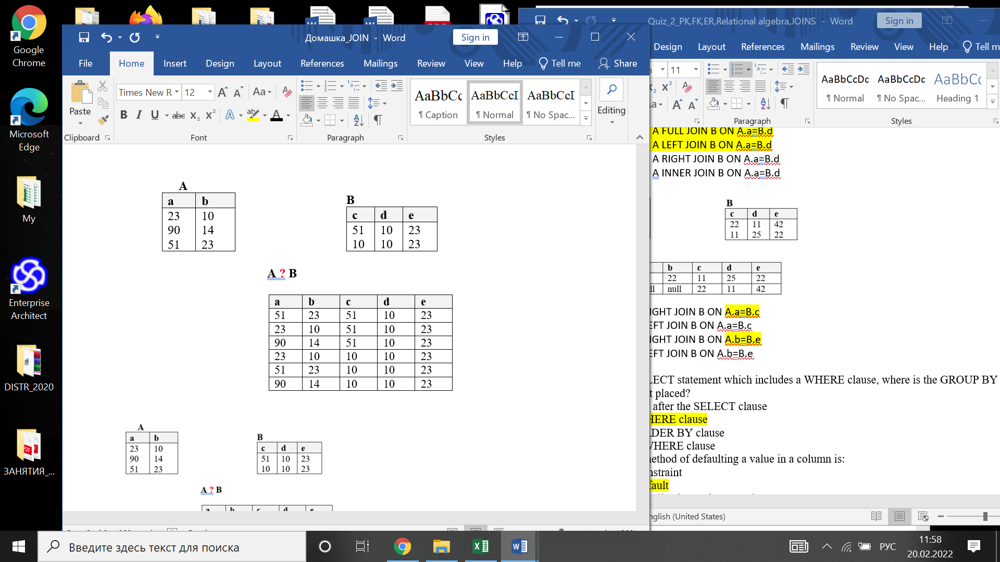 Google
Chrome
Microsoft
Edge
My
Enterprise
Architect
DISTR_2020
ЗАНЯТИЯ_...
Домашка_JOIN - Word
Sign in
File Home Insert Design Layout References Mailings Review View Help Tell me Share
Paste
Times New R 12
AaBbCc AaBbCcI AaBbCcI
¶ Caption ¶ Normal ¶ No Spac...
Editing
Clipboard Font Paragraph Styles
A
a b
23 10
90 14
51 23
B
c d e
51 10 23
10 10 23
A ? B
a b c d e
51 23 51 10 23
23 10 51 10 23
90 14 51 10 23
23 10 10 10 23
51 23 10 10 23
90 14 10 10 23
A
a b
23 10
90 14
51 23
B
c d e
51 10 23
10 10 23
A ? B
a b c d e
Quiz_2_PK,FK,ER,Relational algebra,JOINS - Word
Sign in
Design Layout References Mailings Review View Help Tell m
11
AaBbCcDc AaBbCcDc AaBbCc
¶ Normal ¶ No Spac... Heading 1
Paragraph Styles
A FULL JOIN B ON A.a=B.d
A LEFT JOIN B ON A.a=B.d
A RIGHT JOIN B ON A.a=B.d
A INNER JOIN B ON A.a=B.d
B
c d e
22 11 42
11 25 22
b c d e
22 11 25 22
ll null 22 11 42
IGHT JOIN B ON A.a=B.c
EFT JOIN B ON A.a=B.c
IGHT JOIN B ON A.b=B.e
EFT JOIN B ON A.b=B.e
LECT statement which includes a WHERE clause, where is the GROUP BY
t placed?
after the SELECT clause
HERE clause
DER BY clause
WHERE clause
ethod of defaulting a value in a column is:
nstraint
fault
nglish (United States)
Введите здесь текст для поиска
РУС
11:58
20.02.2022